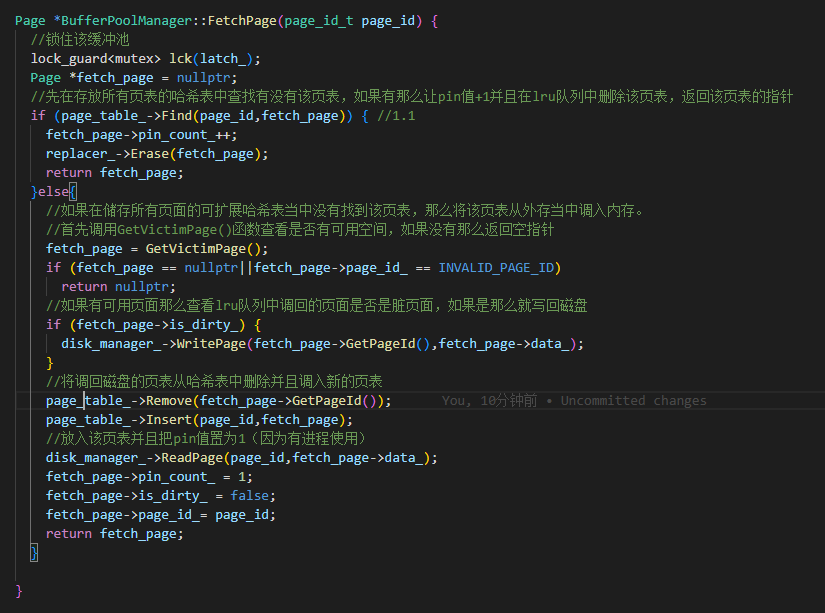 Page *BufferPoolManager::FetchPage(page_id_t page_id) {
//锁住该缓冲池
lock_guard<mutex> lck(latch_);
Page *fetch_page = nullptr;
//先在存放所有页表的哈希表中查找有没有该页表，如果有那么让pin值+1并且在lru队列中删除该页表，返回该页表的指针
if (page_table_->Find(page_id,fetch_page)) { //1.1
fetch_page->pin_count_++;
replacer_->Erase(fetch_page);
return fetch_page;
}else{
//如果在储存所有页面的可扩展哈希表当中没有找到该页表，那么将该页表从外存当中调入内存。
//首先调用GetVictimPage()函数查看是否有可用空间，如果没有那么返回空指针
fetch_page = GetVictimPage();
if (fetch_page == nullptr||fetch_page->page_id_ == INVALID_PAGE_ID)
return nullptr;
//如果有可用页面那么查看lru队列中调回的页面是否是脏页面，如果是那么就写回磁盘
if (fetch_page->is_dirty_) {
disk_manager_->WritePage(fetch_page->GetPageId(),fetch_page->data_);
}
//将调回磁盘的页表从哈希表中删除并且调入新的页表
page_table_->Remove(fetch_page->GetPageId()); You, 10分钟前 • Uncommitted changes
page_table_->Insert(page_id,fetch_page);
//放入该页表并且把pin值置为1（因为有进程使用）
disk_manager_->ReadPage(page_id,fetch_page->data_);
fetch_page->pin_count_ = 1;
fetch_page->is_dirty_ = false;
fetch_page->page_id_= page_id;
return fetch_page;
}
}